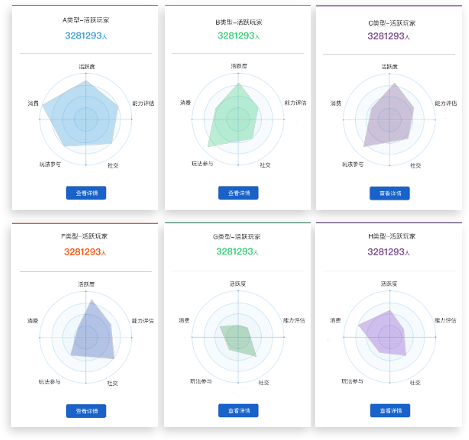 A类型-活跃玩家
3281293人
活跃度
消费
能力评估
玩法参与
社交
查看详情
B类型-活跃玩家
3281293人
活跃度
消费
能力评估
玩法参与
社交
查看详情
C类型-活跃玩家
3281293人
活跃度
消费
能力评估
玩法参与
社交
查看详情
F类型-活跃玩家
3281293人
活跃度
消费
能力评估
玩法参与
社交
查看详情
G类型-活跃玩家
3281293人
活跃度
消费
能力评估
玩法参与
社交
查看详情
H类型-活跃玩家
3281293人
活跃度
消费
能力评估
玩法参与
社交
查看详情